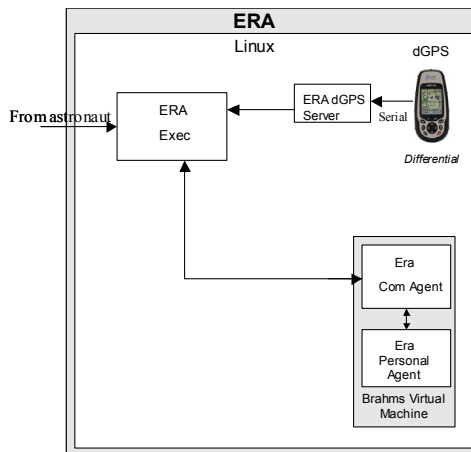 ERA
Linux
dGPS
From astronaut
ERA
Exec
ERA dGPS
Server
Serial
Differential
Era
Com Agent
Era
Personal
Agent
Brahms Virtual
Machine